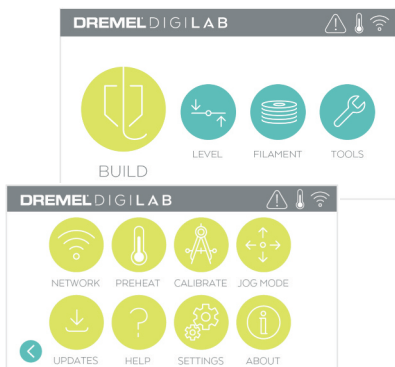 DREMEL DIGILAB
LEVEL FILAMENT TOOLS
BUILD
DREMEL DIGILAB
NETWORK PREHEAT CALIBRATE JOG MODE
UPDATES HELP SETTINGS ABOUT